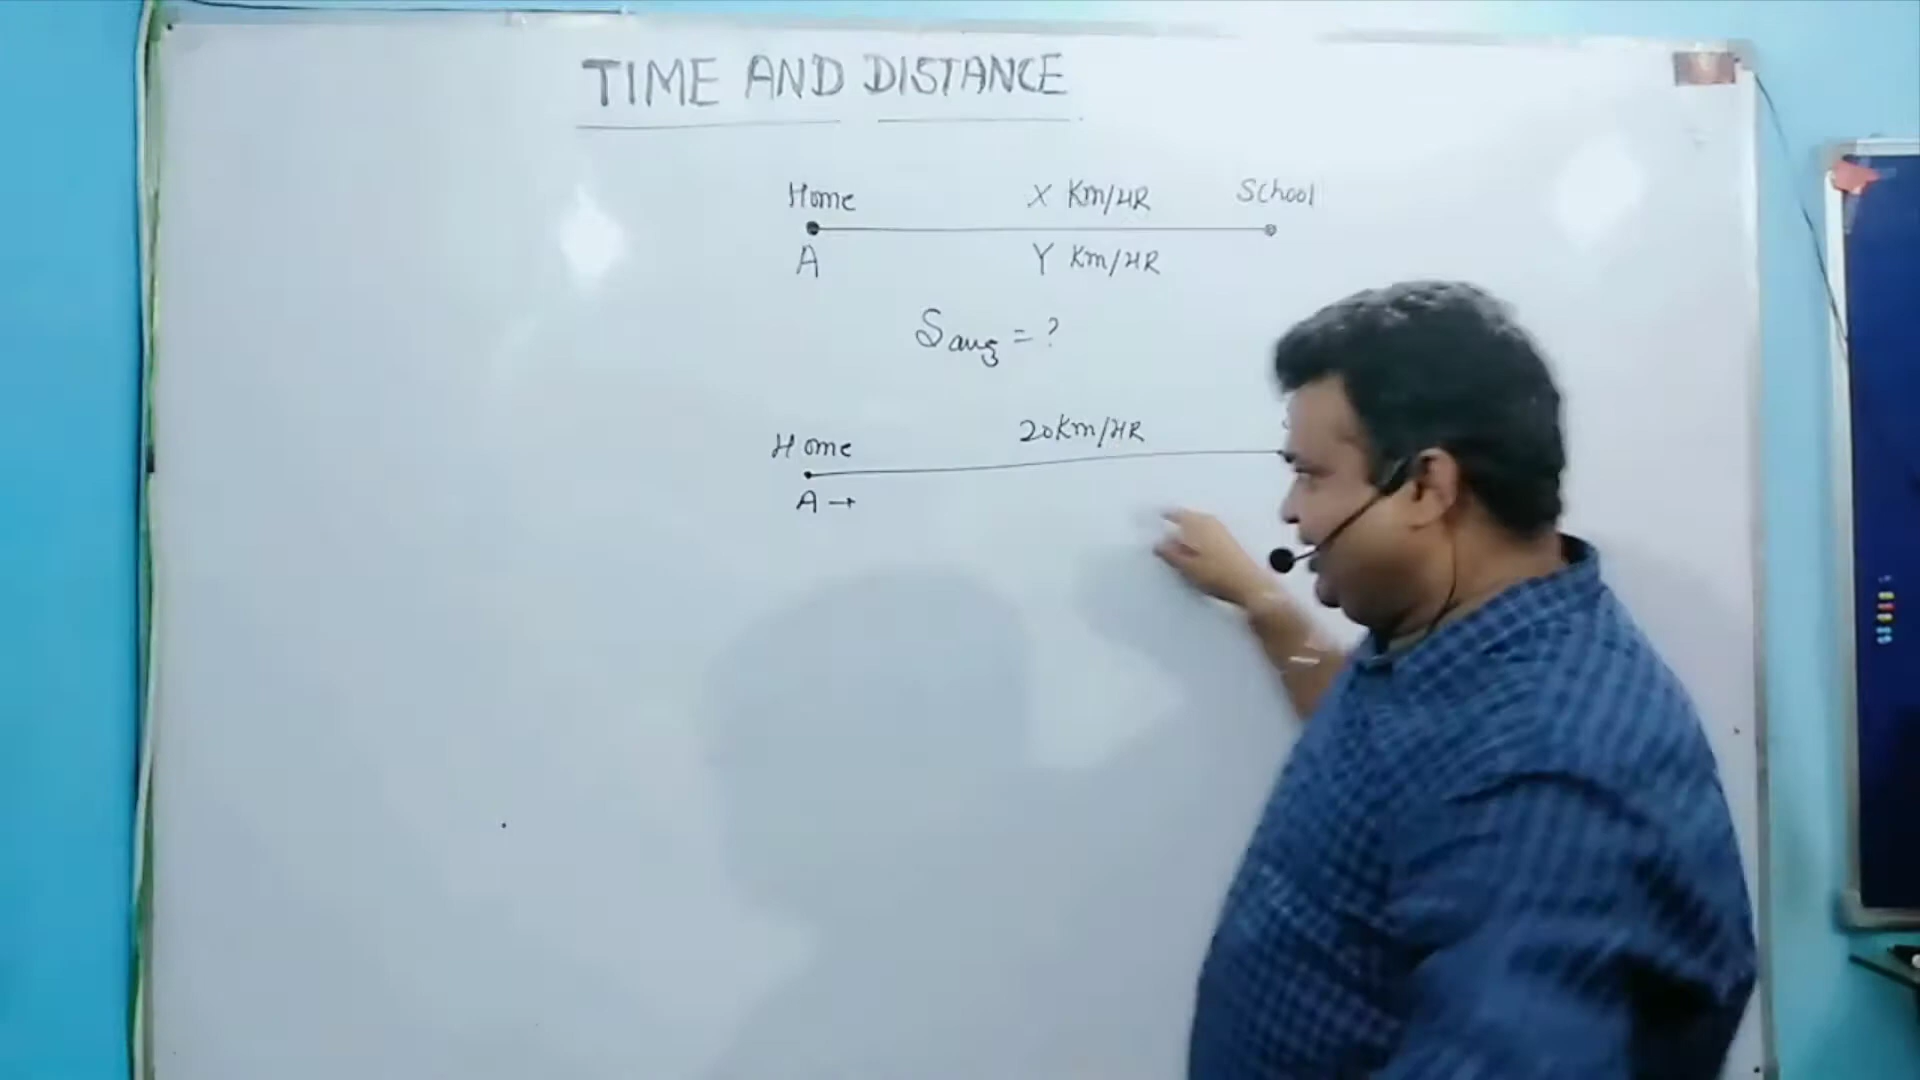 TIME AND DISTANCE
Home X Km/HR School
A Y Km/HR
Savg = ?
Home 20Km/HR
A →